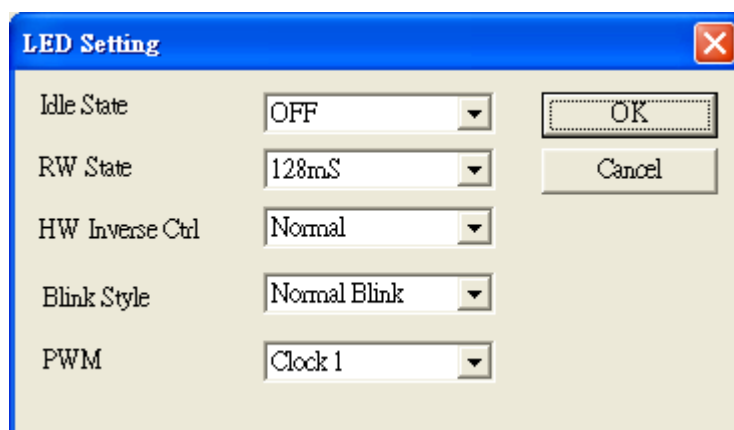 LED Setting
Idle State OFF OK
RW State 128mS Cancel
HW Inverse Ctrl Normal
Blink Style Normal Blink
PWM Clock 1